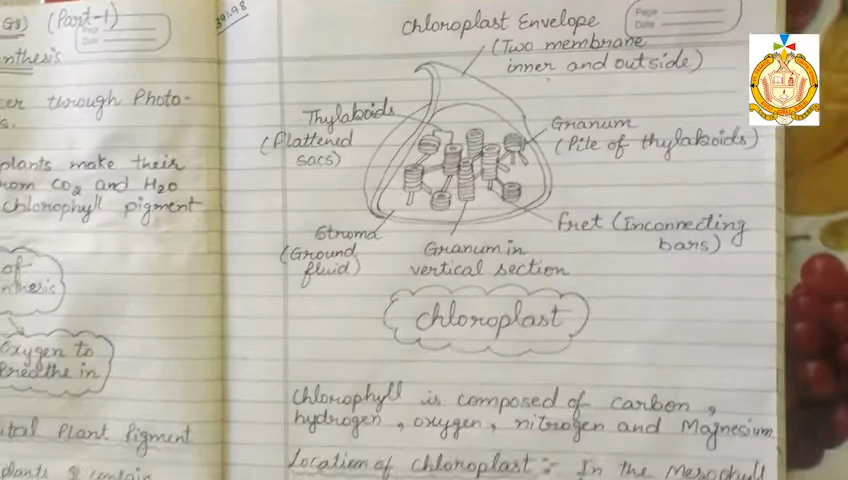 (Part-1)
Page
Date
nthesis
through Photo-
s.
plants make their
rom CO2 and H2O
chlorophyll pigment
of
nthesis
Oxygen to
Breathe in
ital Plant Pigment
plants & contain
Page
Date
Chloroplast Envelope
(Two membrane
inner and outside)
Thylakoids
(Flattened
sacs)
Granum
(Pile of thylakoids)
Stroma
(Ground
fluid)
Granum in
vertical section
Fret (Inconnecting
bars)
Chloroplast
Chlorophyll is composed of carbon,
hydrogen, oxygen, nitrogen and Magnesium
Location of chloroplast :- In the Mesophyll